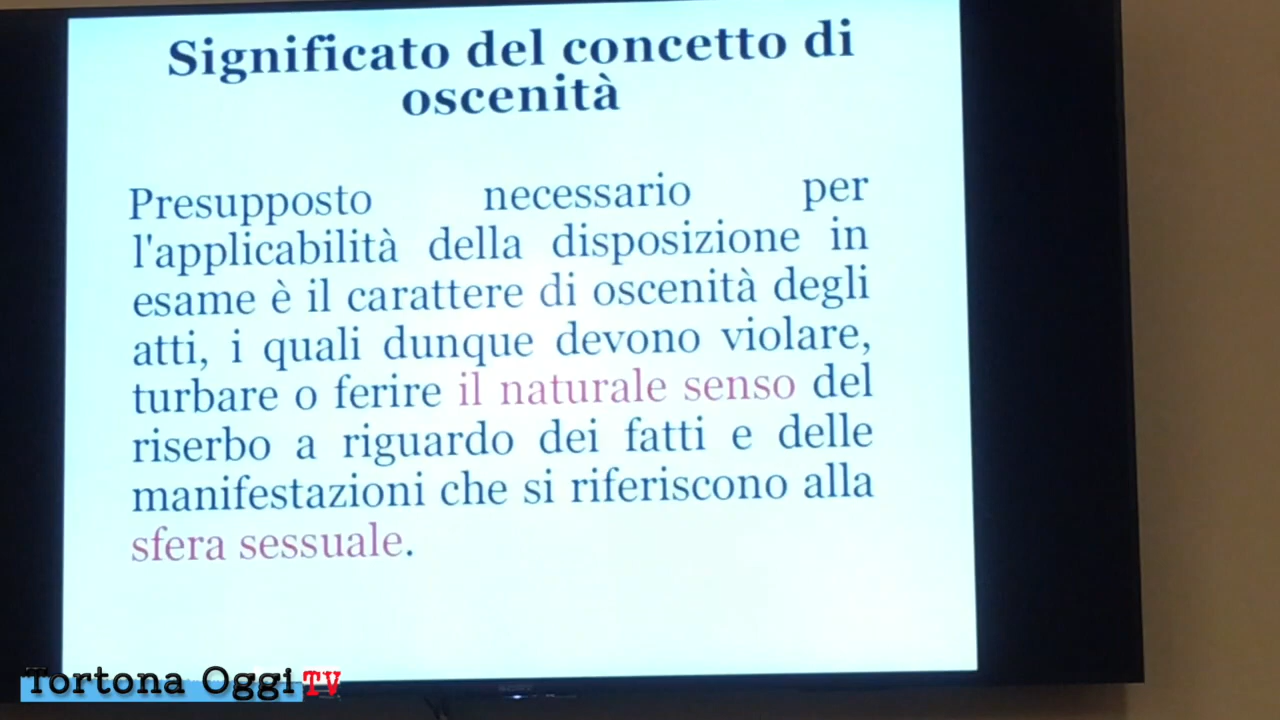 Significato del concetto di
oscenità
Presupposto necessario per
l'applicabilità della disposizione in
esame è il carattere di oscenità degli
atti, i quali dunque devono violare,
turbare o ferire il naturale senso del
riserbo a riguardo dei fatti e delle
manifestazioni che si riferiscono alla
sfera sessuale.
Tortona Oggi TV